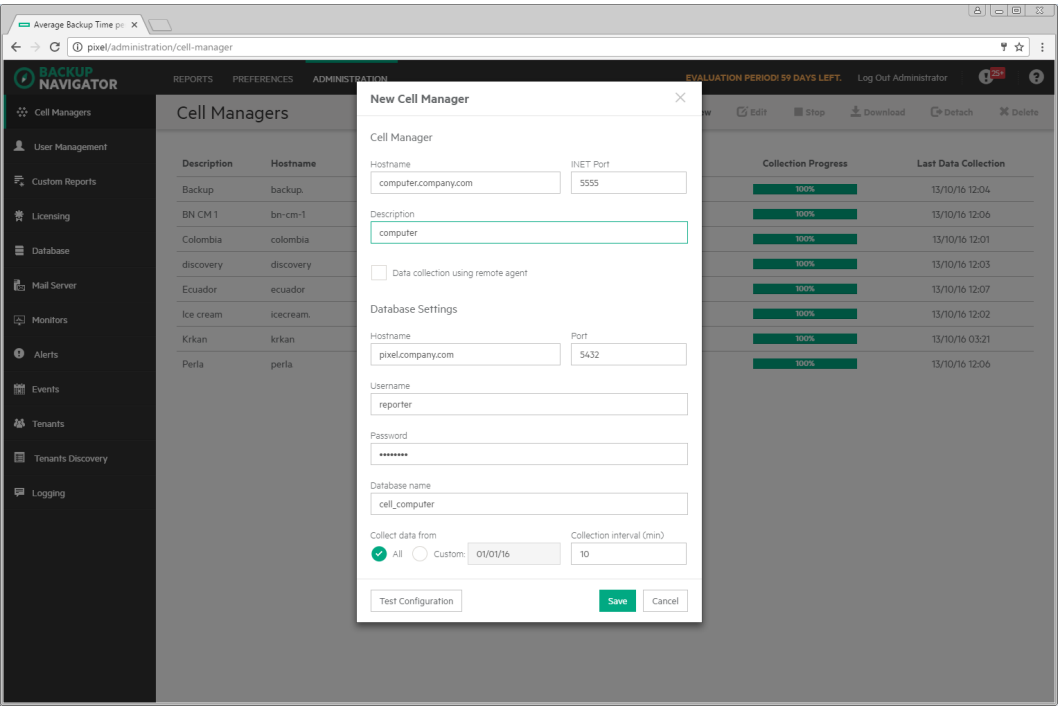 Average Backup Time pe
pixel/administration/cell-manager
BACKUP NAVIGATOR
REPORTS PREFERENCES ADMINISTRATION
EVALUATION PERIOD! 59 DAYS LEFT. Log Out Administrator 25+
Cell Managers
User Management
Custom Reports
Licensing
Database
Mail Server
Monitors
Alerts
Events
Tenants
Tenants Discovery
Logging
Cell Managers
Edit Stop Download Detach Delete
Description Hostname Collection Progress Last Data Collection
Backup backup. 100% 13/10/16 12:04
BN CM 1 bn-cm-1 100% 13/10/16 12:06
Colombia colombia 100% 13/10/16 12:01
discovery discovery 100% 13/10/16 12:03
Ecuador ecuador 100% 13/10/16 12:07
Ice cream icecream. 100% 13/10/16 12:02
Krkan krkan 100% 13/10/16 03:21
Perla perla 100% 13/10/16 12:06
New Cell Manager
Cell Manager
Hostname INET Port
computer.company.com 5555
Description
computer
Data collection using remote agent
Database Settings
Hostname Port
pixel.company.com 5432
Username
reporter
Password
••••••••
Database name
cell_computer
Collect data from Collection interval (min)
All Custom: 01/01/16 10
Test Configuration Save Cancel